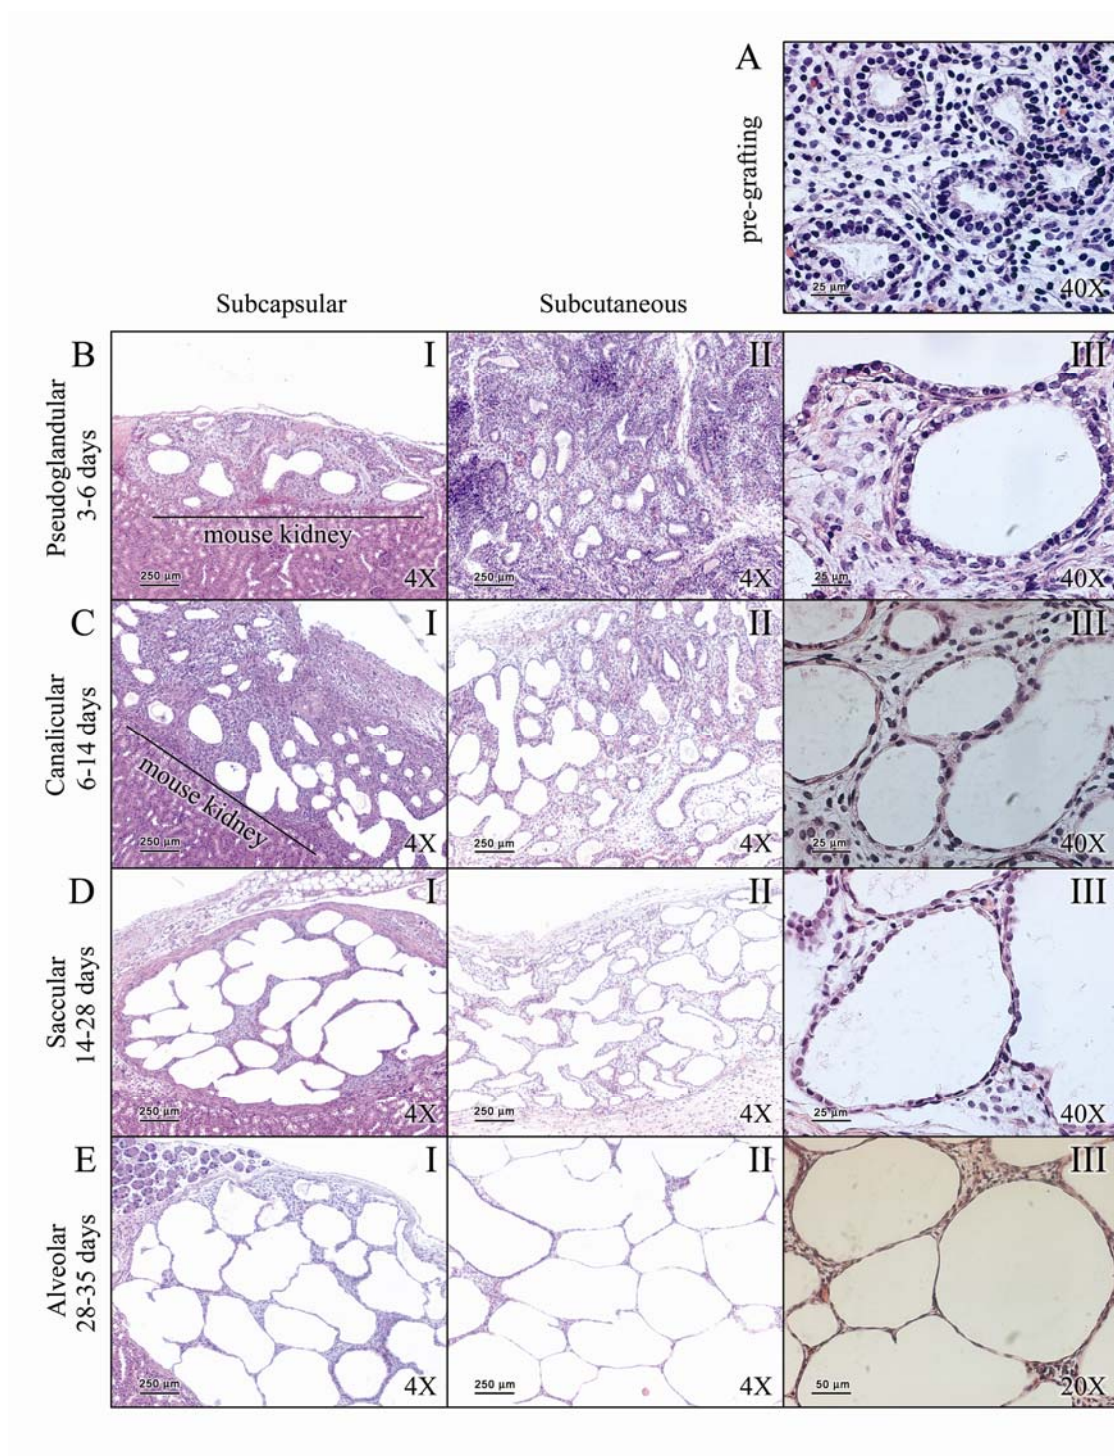 A
pre-grafting
25 µm
40X
Subcapsular
Subcutaneous
B
Pseudoglandular
3-6 days
I
mouse kidney
250 µm
4X
II
250 µm
4X
III
25 µm
40X
C
Canalicular
6-14 days
I
mouse kidney
250 µm
4X
II
250 µm
4X
III
25 µm
40X
D
Saccular
14-28 days
I
250 µm
4X
II
250 µm
4X
III
25 µm
40X
E
Alveolar
28-35 days
I
250 µm
4X
II
250 µm
4X
III
50 µm
20X